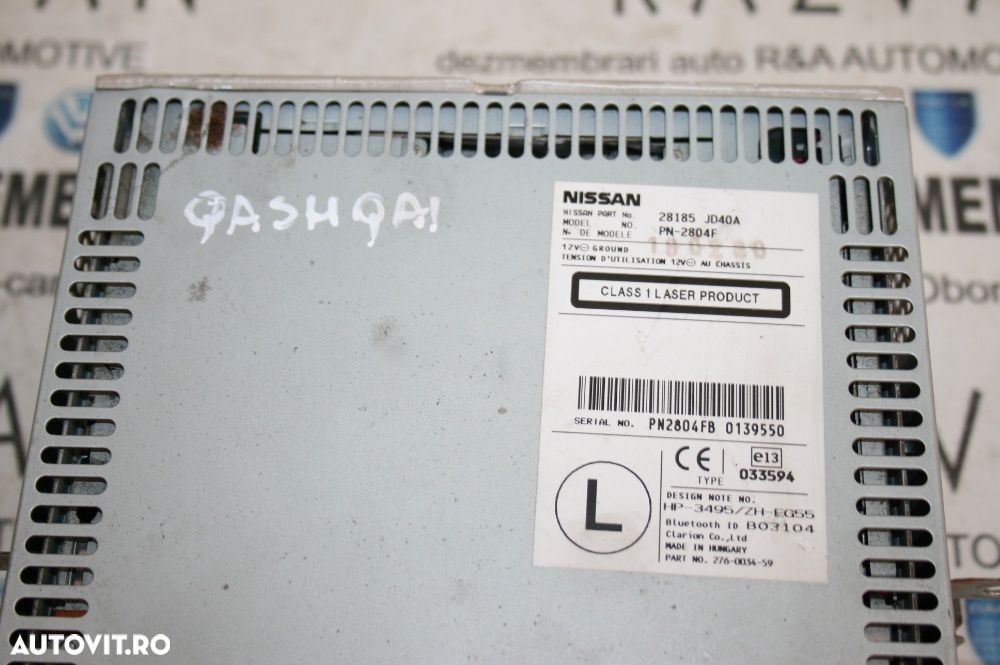 dezmembrari auto R&A AUTOMO
OMOTIVE
QASHQAI
NISSAN
NISSAN PART No. 28185 JD40A
MODEL NO.
No. DE MODELE PN-2804F
12V⊖ GROUND
TENSION D'UTILISATION 12V⊖ AU CHASSIS
CLASS 1 LASER PRODUCT
SERIAL NO. PN2804FB 0139550
CE e13
TYPE 033594
L
DESIGN NOTE NO.
HP-3495/ZH-EG55
Bluetooth ID B03104
Clarion Co.,Ltd
MADE IN HUNGARY
PART NO. 276-0034-59
AUTOMOTIV
AUTOVIT.RO